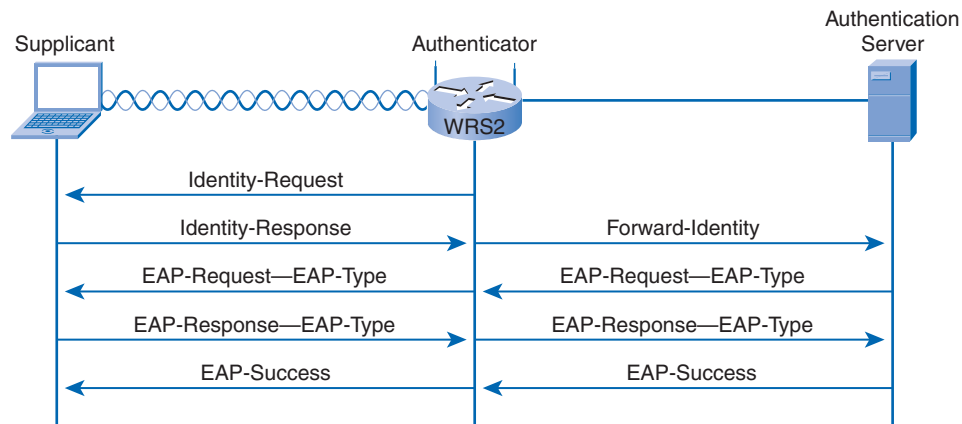 Supplicant
Authenticator
Authentication
Server
WRS2
Identity-Request
Identity-Response
Forward-Identity
EAP-Request—EAP-Type
EAP-Request—EAP-Type
EAP-Response—EAP-Type
EAP-Response—EAP-Type
EAP-Success
EAP-Success